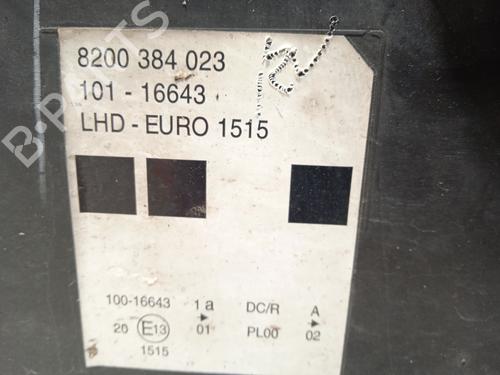 8200 384 023
101 - 16643
LHD - EURO 1515
100-16643 1 a DC/R A
20 E13 01 PL00 02
1515
B-PARTS